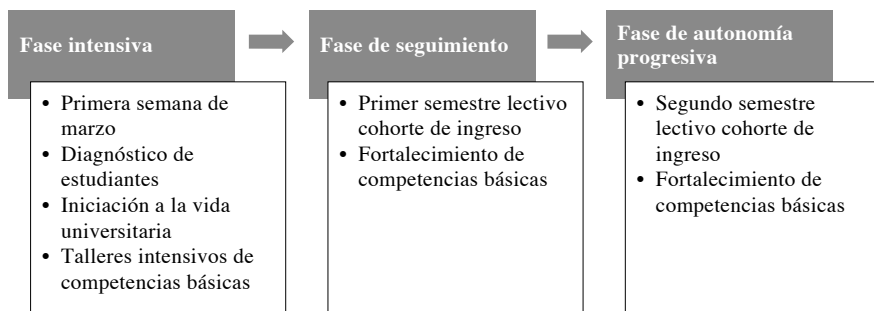 Fase intensiva
• Primera semana de
marzo
• Diagnóstico de
estudiantes
• Iniciación a la vida
universitaria
• Talleres intensivos de
competencias básicas
Fase de seguimiento
• Primer semestre lectivo
cohorte de ingreso
• Fortalecimiento de
competencias básicas
Fase de autonomía
progresiva
• Segundo semestre
lectivo cohorte de
ingreso
• Fortalecimiento de
competencias básicas